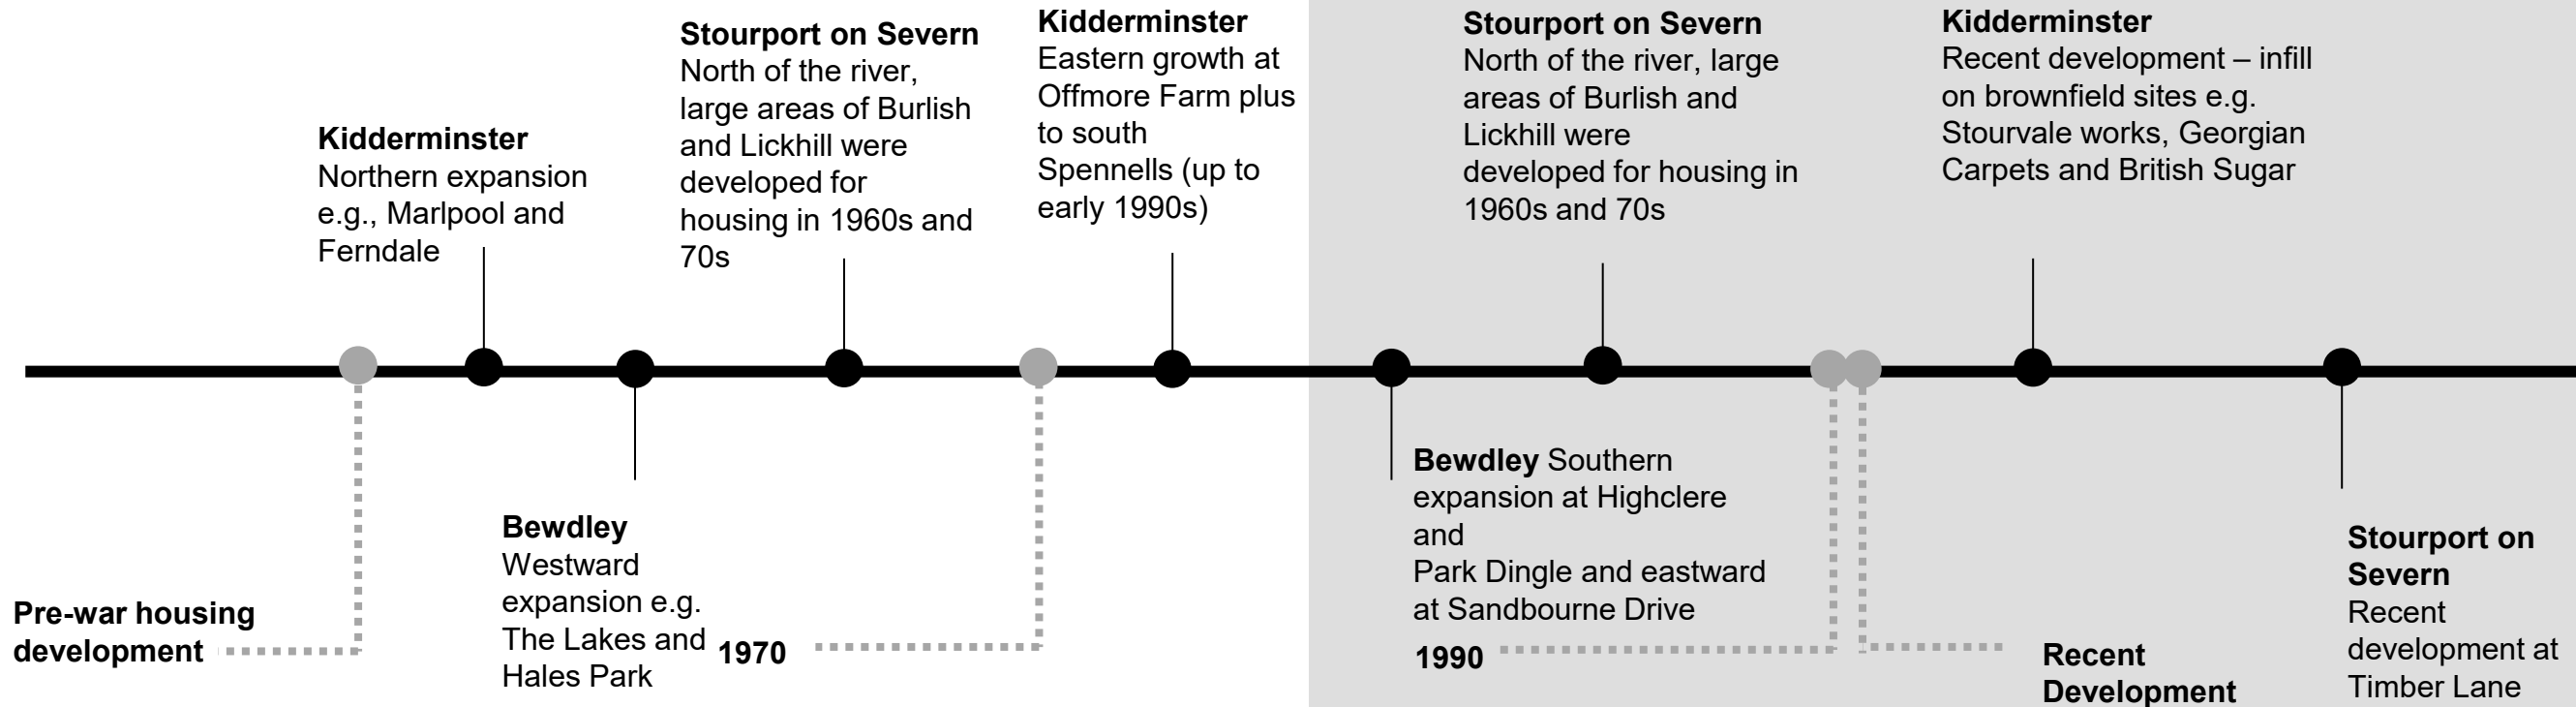 Kidderminster
Northern expansion
e.g., Marlpool and
Ferndale
Stourport on Severn
North of the river,
large areas of Burlish
and Lickhill were
developed for
housing in 1960s and
70s
Kidderminster
Eastern growth at
Offmore Farm plus
to south
Spennells (up to
early 1990s)
Stourport on Severn
North of the river, large
areas of Burlish and
Lickhill were
developed for housing in
1960s and 70s
Kidderminster
Recent development – infill
on brownfield sites e.g.
Stourvale works, Georgian
Carpets and British Sugar
Pre-war housing
development
Bewdley
Westward
expansion e.g.
The Lakes and
Hales Park
1970
Bewdley Southern
expansion at Highclere
and
Park Dingle and eastward
at Sandbourne Drive
1990
Recent
Development
Stourport on
Severn
Recent
development at
Timber Lane